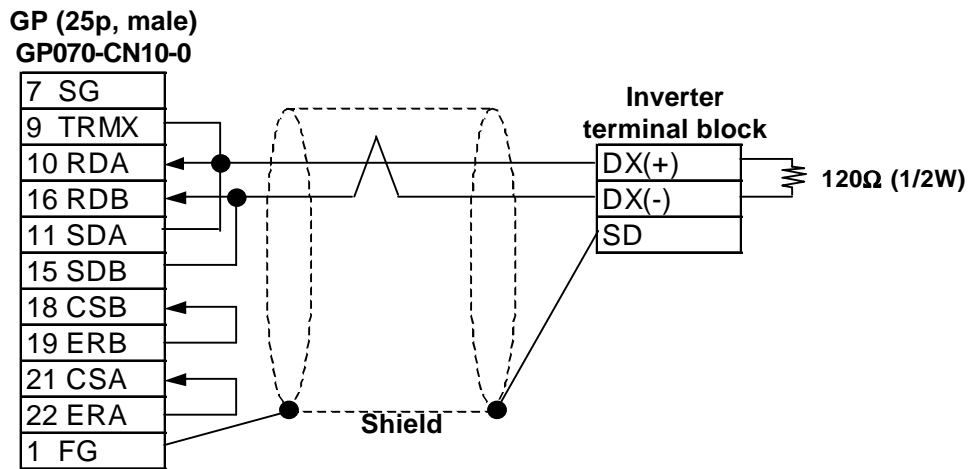 GP (25p, male)
GP070-CN10-0
7 SG
9 TRMX
10 RDA
16 RDB
11 SDA
15 SDB
18 CSB
19 ERB
21 CSA
22 ERA
1 FG
Shield
Inverter
terminal block
DX(+)
DX(-)
SD
120Ω (1/2W)